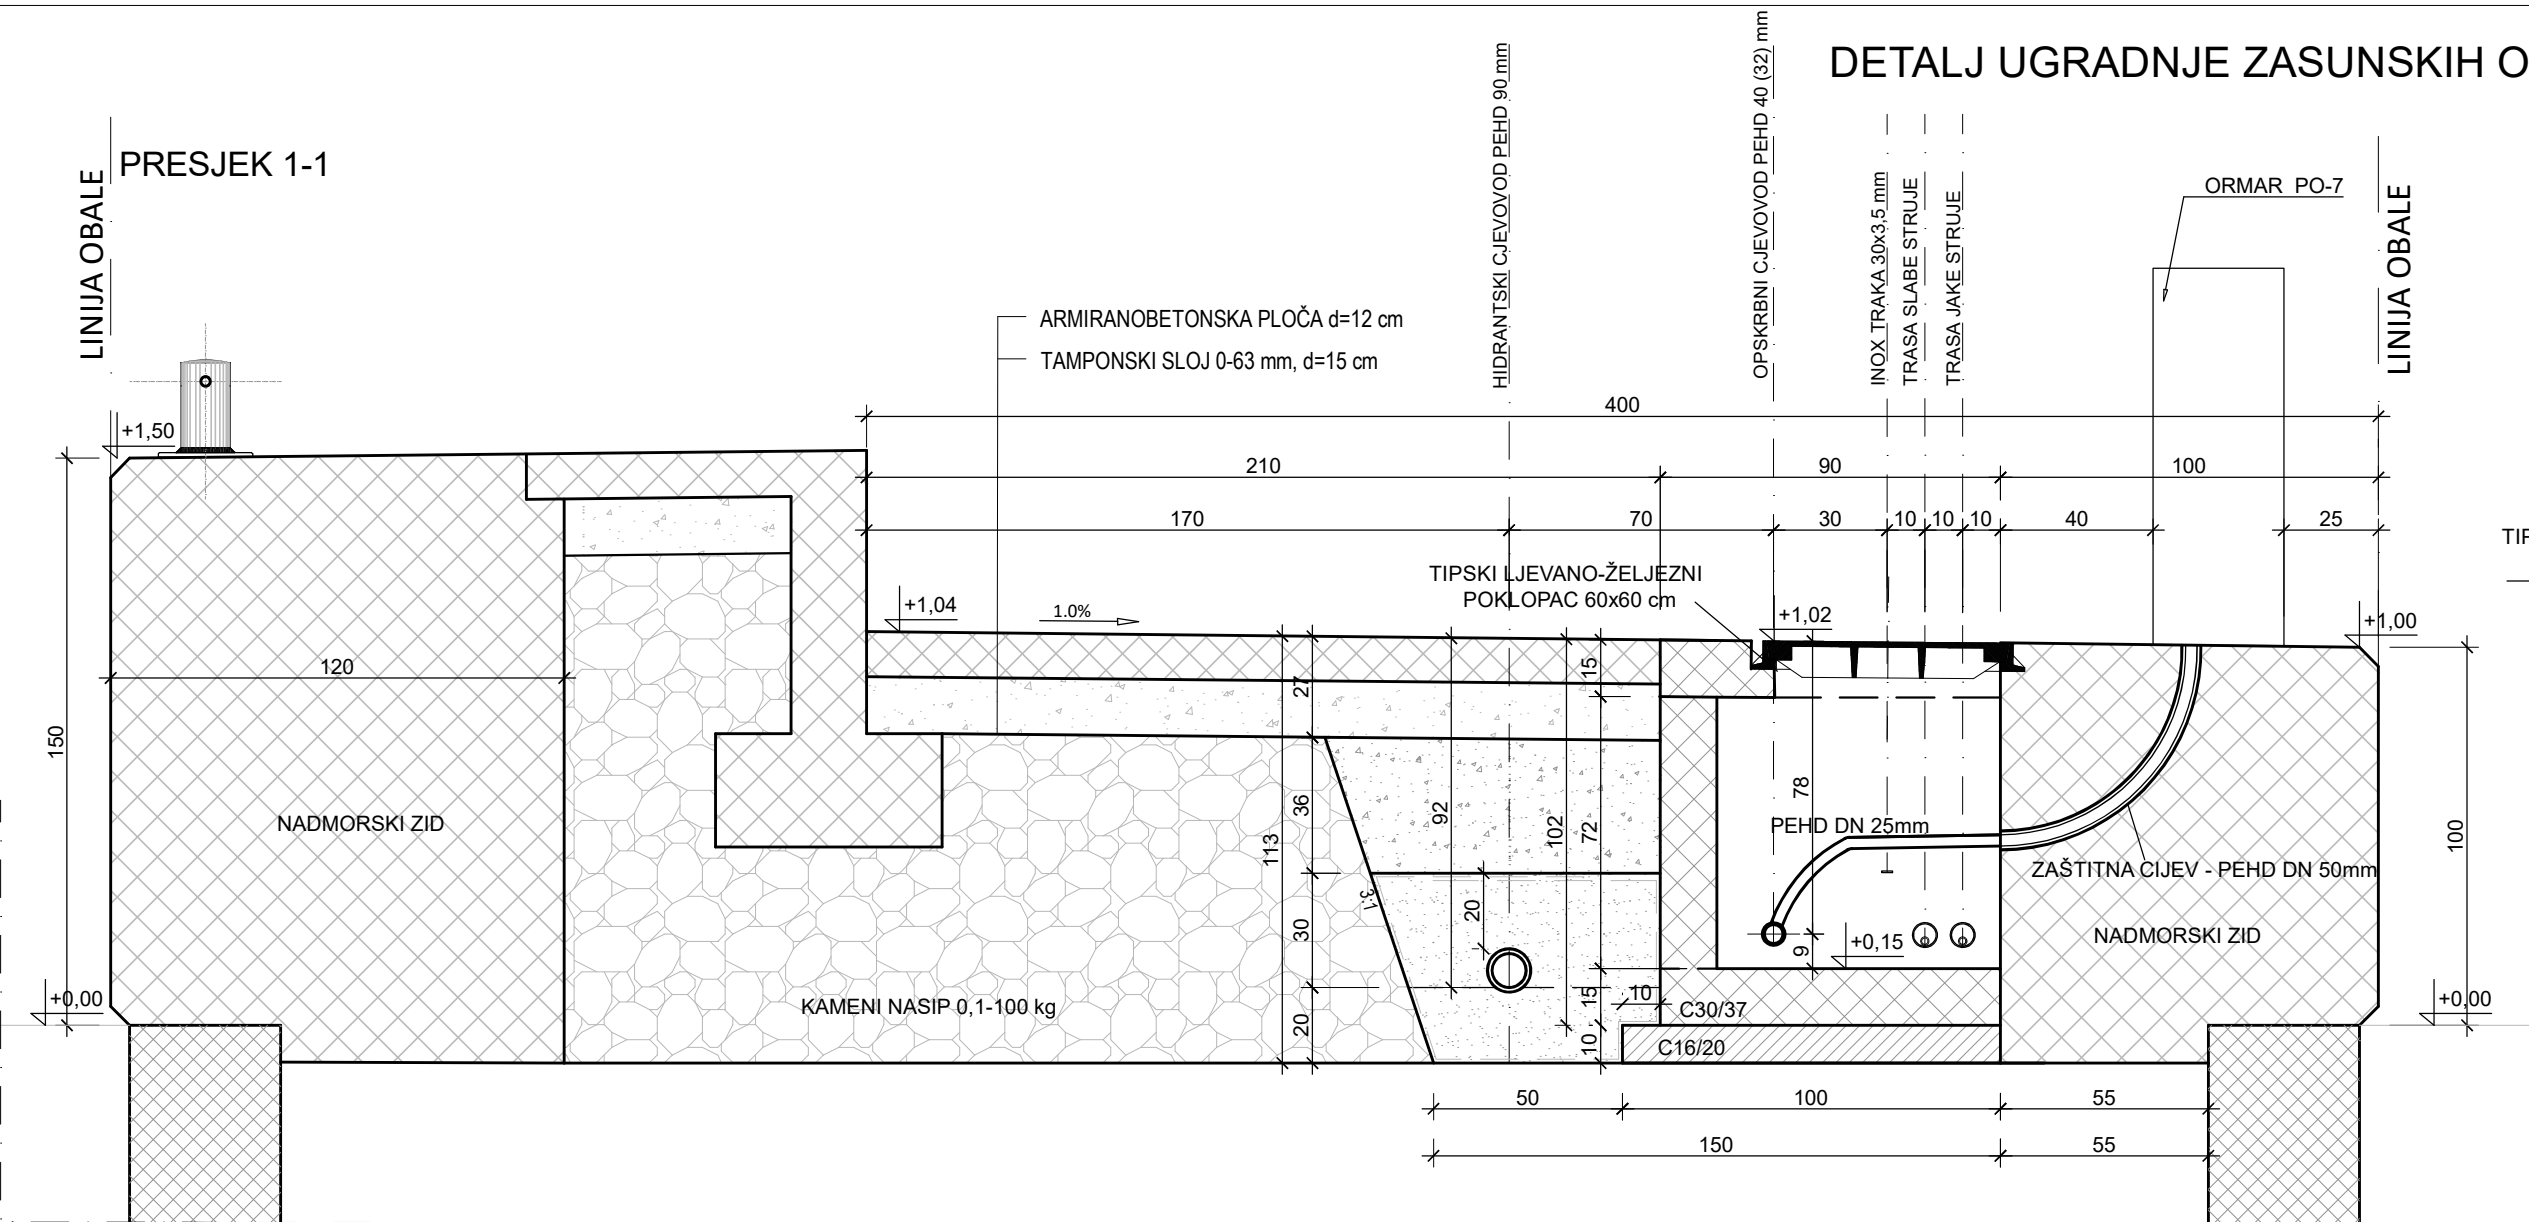 DETALJ UGRADNJE ZASUNSKIH O
PRESJEK 1-1
LINIJA OBALE
HIDRANTSKI CJEVOVOD PEHD 90 mm
OPSKRBNI CJEVOVOD PEHD 40 (32) mm
INOX TRAKA 30x3,5 mm
TRASA SLABE STRUJE
TRASA JAKE STRUJE
ORMAR PO-7
LINIJA OBALE
ARMIRANOBETONSKA PLOČA d=12 cm
TAMPONSKI SLOJ 0-63 mm, d=15 cm
400
+1,50
210
90
100
170
70
30
10
10
10
40
25
TIP
TIPSKI LJEVANO-ŽELJEZNI
POKLOPAC 60x60 cm
+1,04
1.0%
+1,02
+1,00
120
150
27
15
78
36
92
113
102
72
100
NADMORSKI ZID
PEHD DN 25mm
ZAŠTITNA CIJEV - PEHD DN 50mm
3:1
20
30
9
+0,15
NADMORSKI ZID
+0,00
KAMENI NASIP 0,1-100 kg
20
10
15
C30/37
+0,00
10
C16/20
50
100
55
150
55